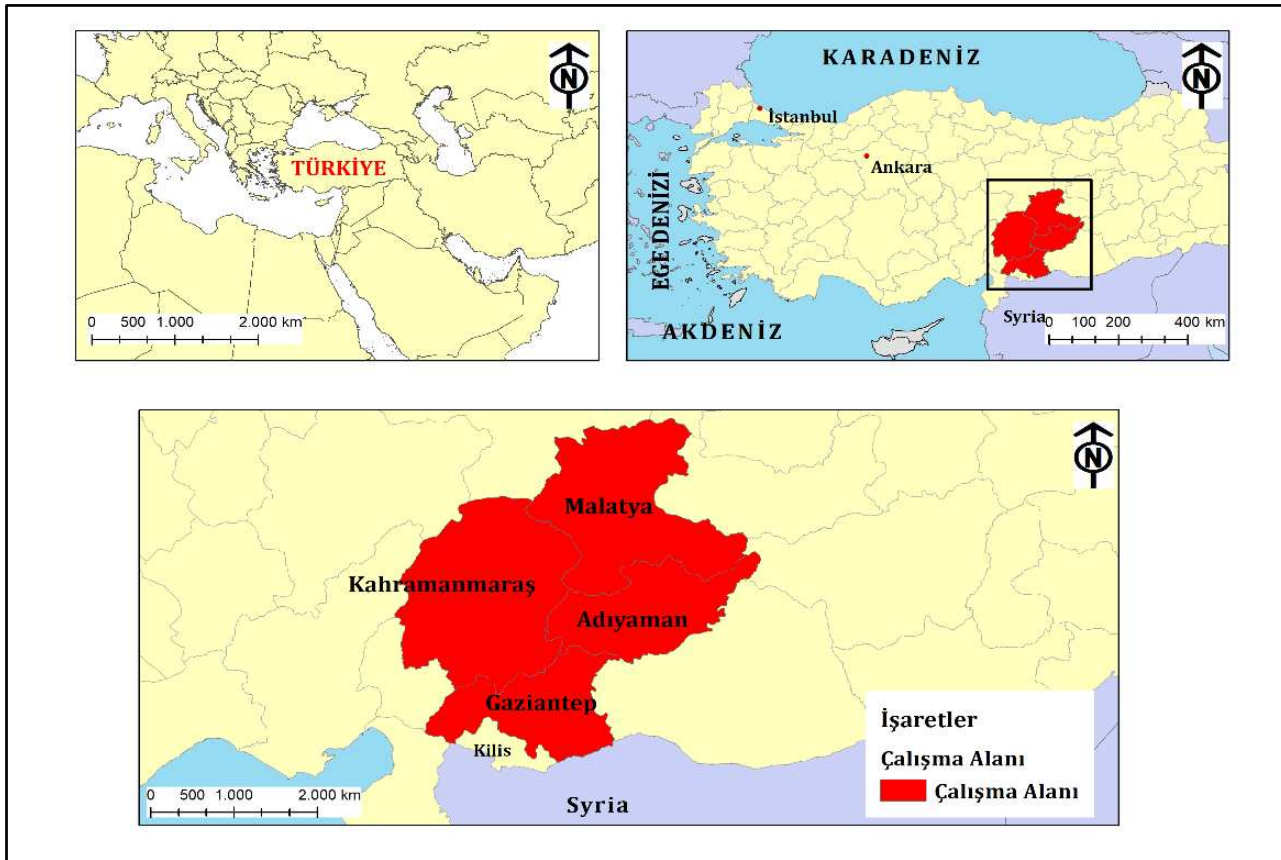 N
TÜRKİYE
0 500 1.000 2.000 km
N
KARADENİZ
İstanbul
Ankara
EGE DENİZİ
AKDENİZ
Syria
0 100 200 400 km
N
Malatya
Kahramanmaraş
Adıyaman
Gaziantep
Kilis
Syria
0 500 1.000 2.000 km
İşaretler
Çalışma Alanı
Çalışma Alanı